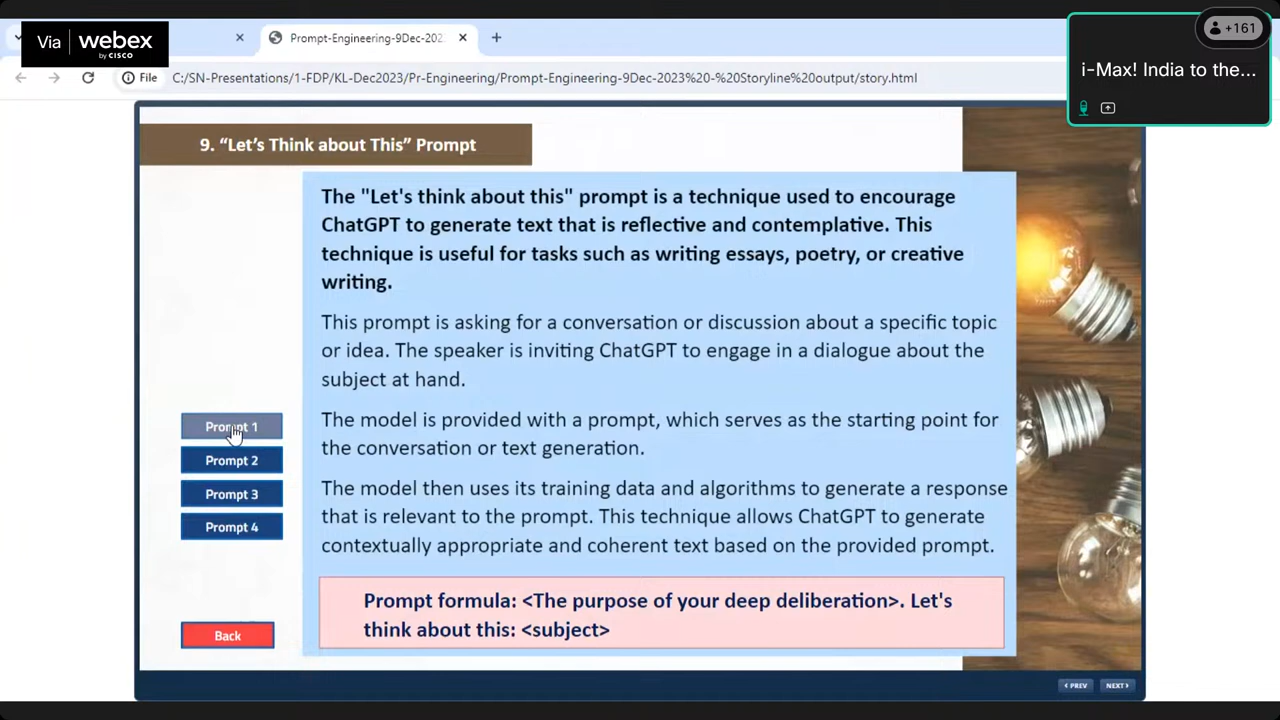 Via webex
by CISCO
Prompt-Engineering-9Dec-202
+161
i-Max! India to the...
File C:/SN-Presentations/1-FDP/KL-Dec2023/Pr-Engineering/Prompt-Engineering-9Dec-2023%20-%20Storyline%20output/story.html
9. “Let’s Think about This” Prompt
The "Let's think about this" prompt is a technique used to encourage
ChatGPT to generate text that is reflective and contemplative. This
technique is useful for tasks such as writing essays, poetry, or creative
writing.
This prompt is asking for a conversation or discussion about a specific topic
or idea. The speaker is inviting ChatGPT to engage in a dialogue about the
subject at hand.
The model is provided with a prompt, which serves as the starting point for
the conversation or text generation.
The model then uses its training data and algorithms to generate a response
that is relevant to the prompt. This technique allows ChatGPT to generate
contextually appropriate and coherent text based on the provided prompt.
Prompt formula: <The purpose of your deep deliberation>. Let's
think about this: <subject>
Prompt 1
Prompt 2
Prompt 3
Prompt 4
Back
PREV NEXT